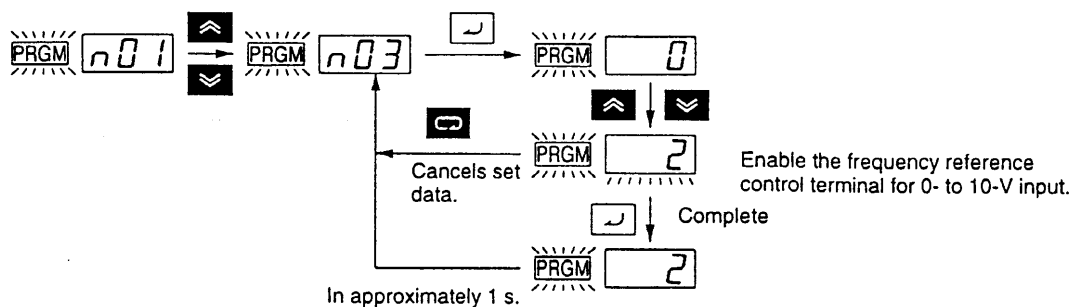 PRGM n01
PRGM n03
PRGM 0
Cancels set
data.
PRGM 2
Enable the frequency reference
control terminal for 0- to 10-V input.
Complete
PRGM 2
In approximately 1 s.